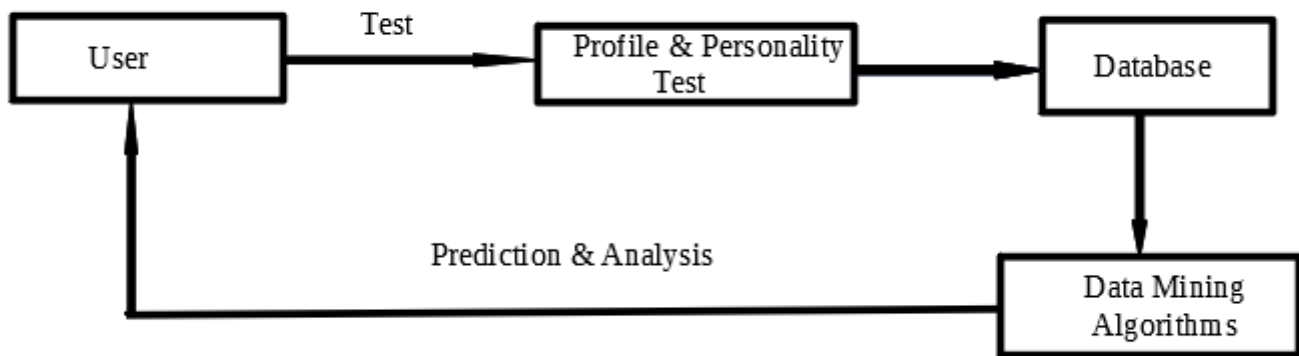 Test
User
Profile & Personality
Test
Database
Prediction & Analysis
Data Mining
Algorithms